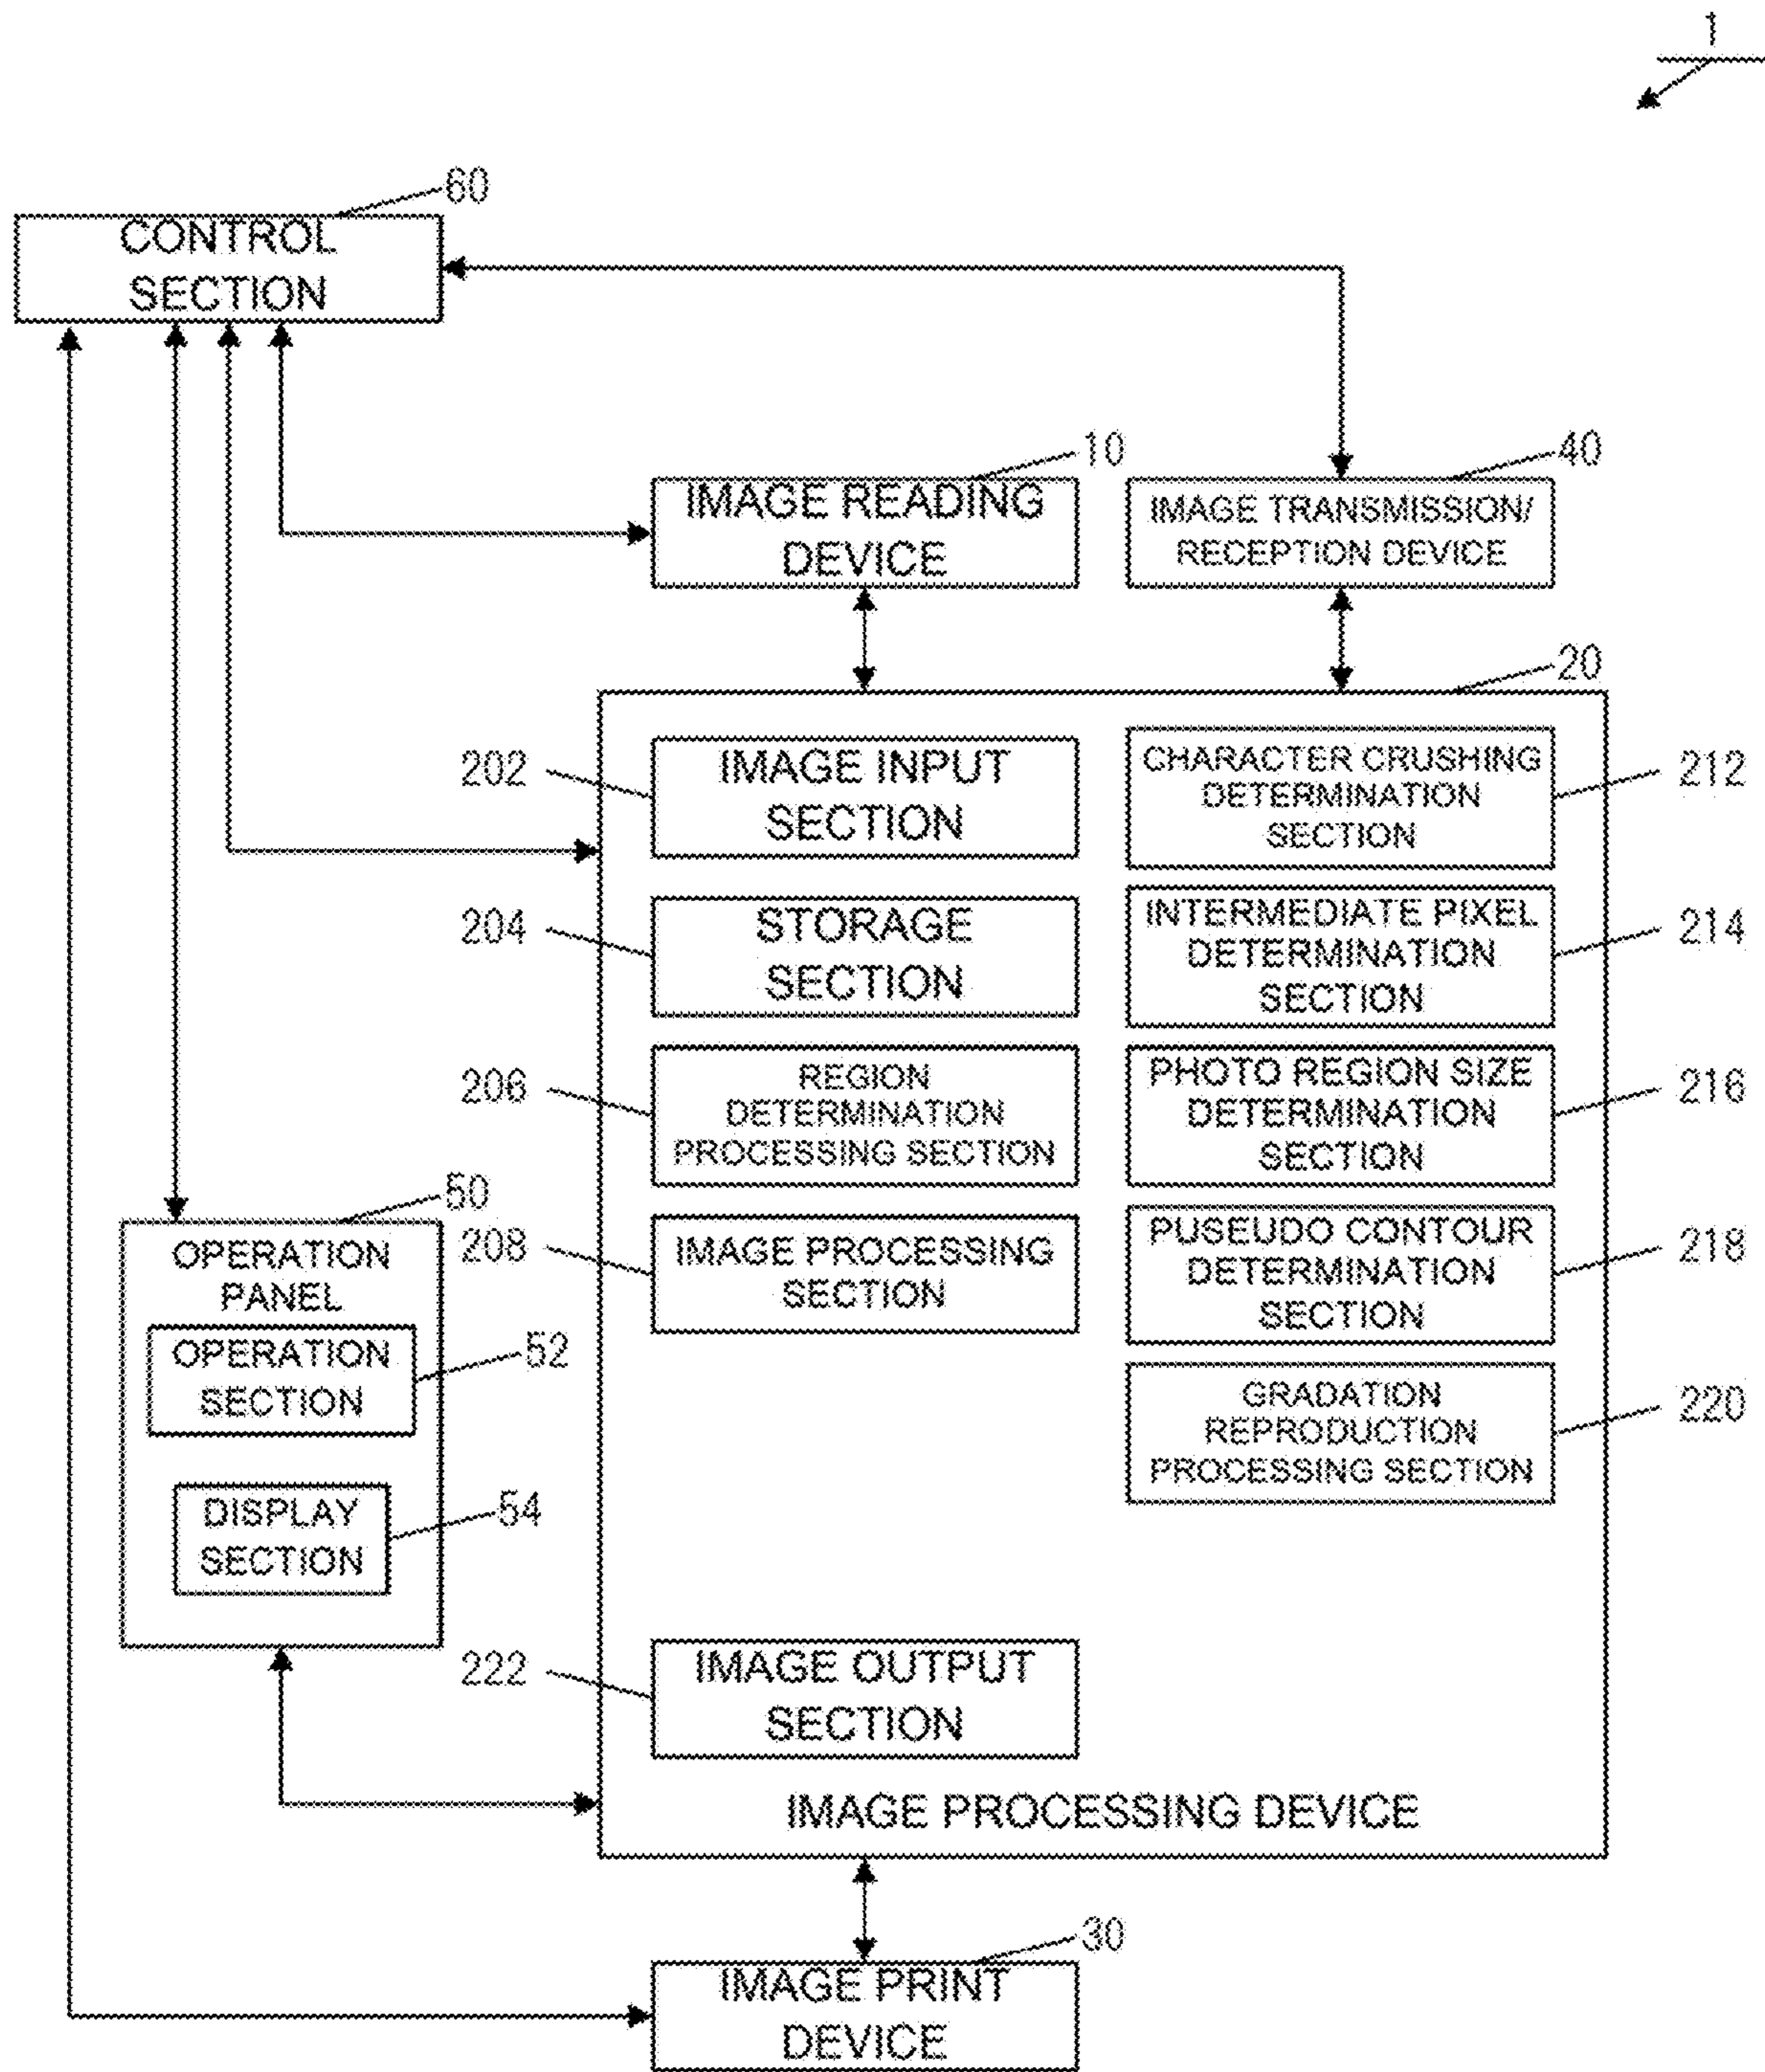 1
60
CONTROL
SECTION
10
IMAGE READING
DEVICE
40
IMAGE TRANSMISSION/
RECEPTION DEVICE
20
202
IMAGE INPUT
SECTION
204
STORAGE
SECTION
206
REGION
DETERMINATION
PROCESSING SECTION
208
IMAGE PROCESSING
SECTION
CHARACTER CRUSHING
DETERMINATION
SECTION
212
INTERMEDIATE PIXEL
DETERMINATION
SECTION
214
PHOTO REGION SIZE
DETERMINATION
SECTION
216
PUSEUDO CONTOUR
DETERMINATION
SECTION
218
GRADATION
REPRODUCTION
PROCESSING SECTION
220
50
OPERATION
PANEL
OPERATION
SECTION
52
DISPLAY
SECTION
54
222
IMAGE OUTPUT
SECTION
IMAGE PROCESSING DEVICE
30
IMAGE PRINT
DEVICE